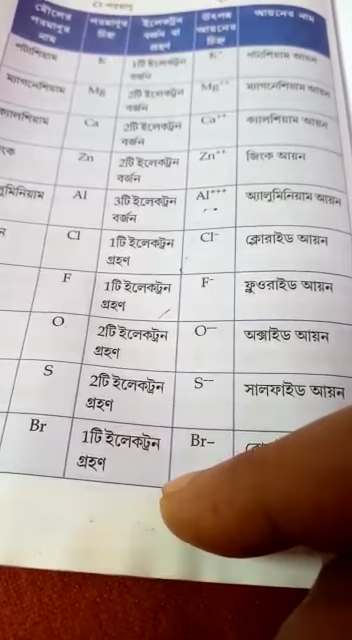 মৌলের পরমাণুর নাম পরমাণুর চিহ্ন ইলেকট্রন বর্জন বা গ্রহণ উৎপন্ন আয়নের চিহ্ন আয়নের নাম
পটাশিয়াম K 1টি ইলেকট্রন বর্জন K⁺ পটাশিয়াম আয়ন
ম্যাগনেশিয়াম Mg 2টি ইলেকট্রন বর্জন Mg⁺⁺ ম্যাগনেশিয়াম আয়ন
ক্যালশিয়াম Ca 2টি ইলেকট্রন বর্জন Ca⁺⁺ ক্যালশিয়াম আয়ন
Zn 2টি ইলেকট্রন বর্জন Zn⁺⁺ জিংক আয়ন
লুমিনিয়াম Al 3টি ইলেকট্রন বর্জন Al⁺⁺⁺ অ্যালুমিনিয়াম আয়ন
Cl 1টি ইলেকট্রন গ্রহণ Cl⁻ ক্লোরাইড আয়ন
F 1টি ইলেকট্রন গ্রহণ F⁻ ফ্লুওরাইড আয়ন
O 2টি ইলেকট্রন গ্রহণ O⁻⁻ অক্সাইড আয়ন
S 2টি ইলেকট্রন গ্রহণ S⁻⁻ সালফাইড আয়ন
Br 1টি ইলেকট্রন গ্রহণ Br–